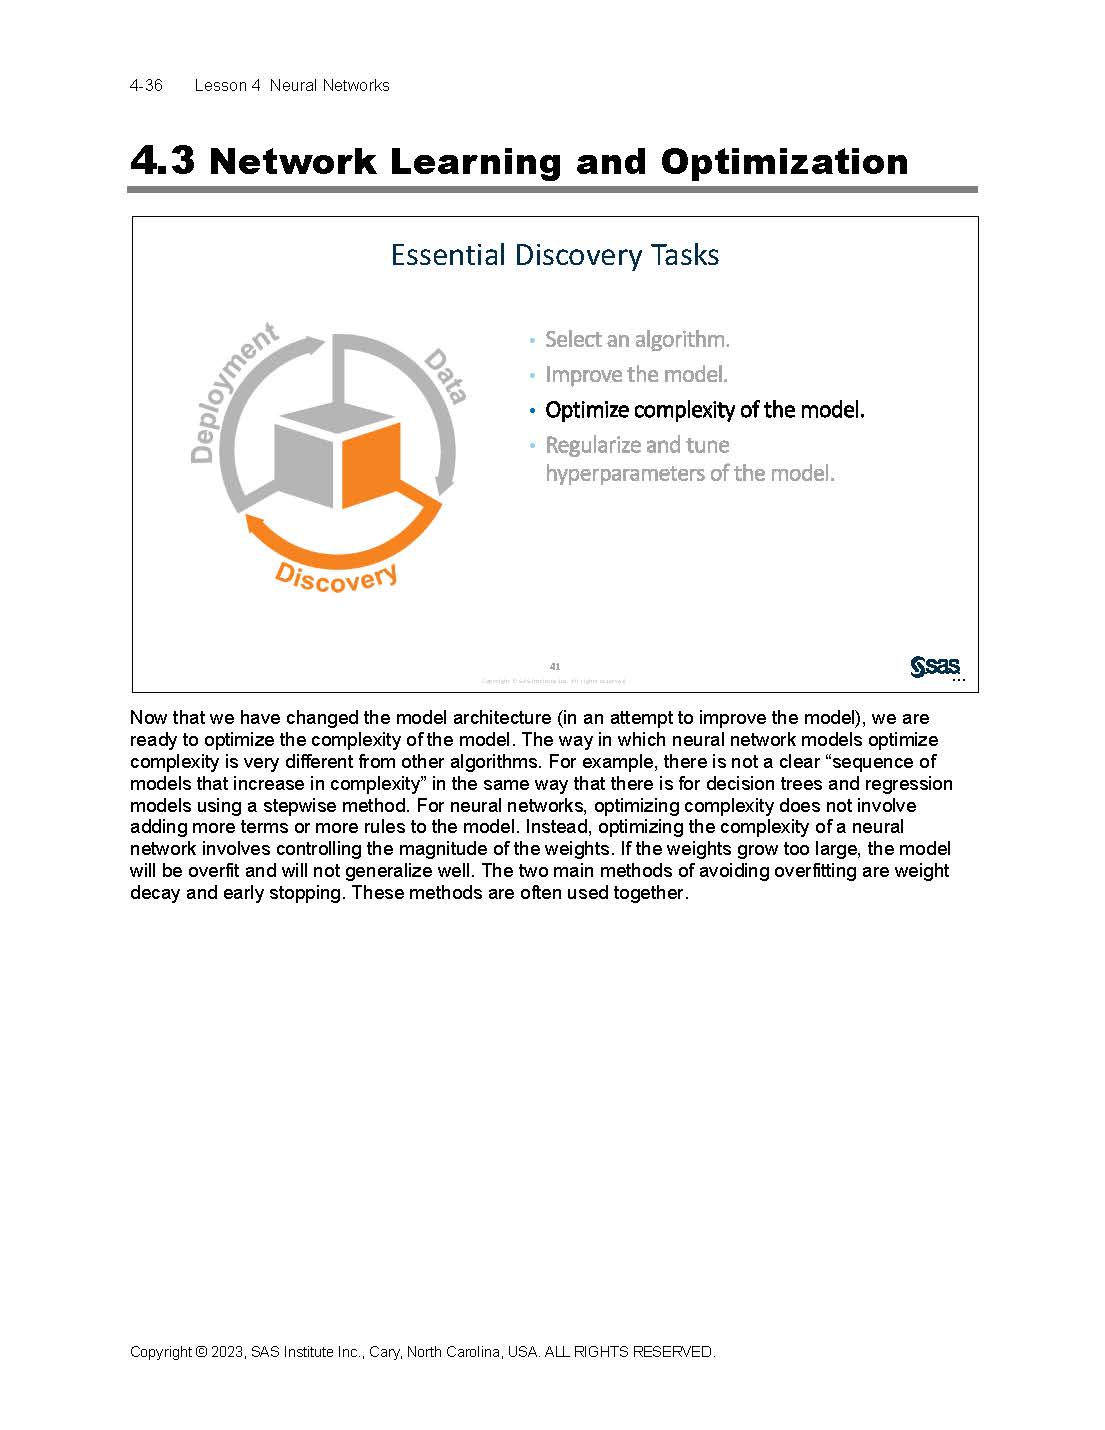 4-36 Lesson 4 Neural Networks
4.3 Network Learning and Optimization
Essential Discovery Tasks
Deployment
Data
Discovery
• Select an algorithm.
• Improve the model.
• Optimize complexity of the model.
• Regularize and tune
hyperparameters of the model.
41
Copyright © SAS Institute Inc. All rights reserved.
sas
...
Now that we have changed the model architecture (in an attempt to improve the model), we are
ready to optimize the complexity of the model. The way in which neural network models optimize
complexity is very different from other algorithms. For example, there is not a clear “sequence of
models that increase in complexity” in the same way that there is for decision trees and regression
models using a stepwise method. For neural networks, optimizing complexity does not involve
adding more terms or more rules to the model. Instead, optimizing the complexity of a neural
network involves controlling the magnitude of the weights. If the weights grow too large, the model
will be overfit and will not generalize well. The two main methods of avoiding overfitting are weight
decay and early stopping. These methods are often used together.
Copyright © 2023, SAS Institute Inc., Cary, North Carolina, USA. ALL RIGHTS RESERVED.